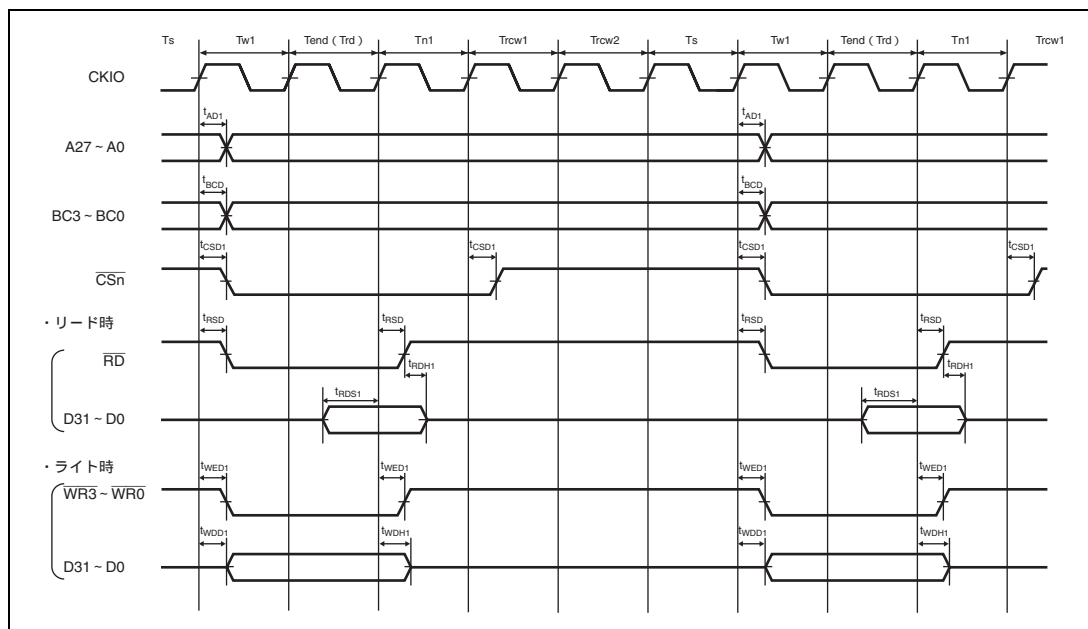 Ts Tw1 Tend（Trd） Tn1 Trcw1 Trcw2 Ts Tw1 Tend（Trd） Tn1 Trcw1
CKIO
tAD1 tAD1
A27～A0
tBCD tBCD
BC3～BC0
tCSD1 tCSD1 tCSD1 tCSD1
CSn
・リード時
tRSD tRSD tRSD tRSD
RD
tRDH1 tRDH1
tRDS1 tRDS1
D31～D0
・ライト時
tWED1 tWED1 tWED1 tWED1
WR3～WR0
tWDD1 tWDH1 tWDD1 tWDH1
D31～D0